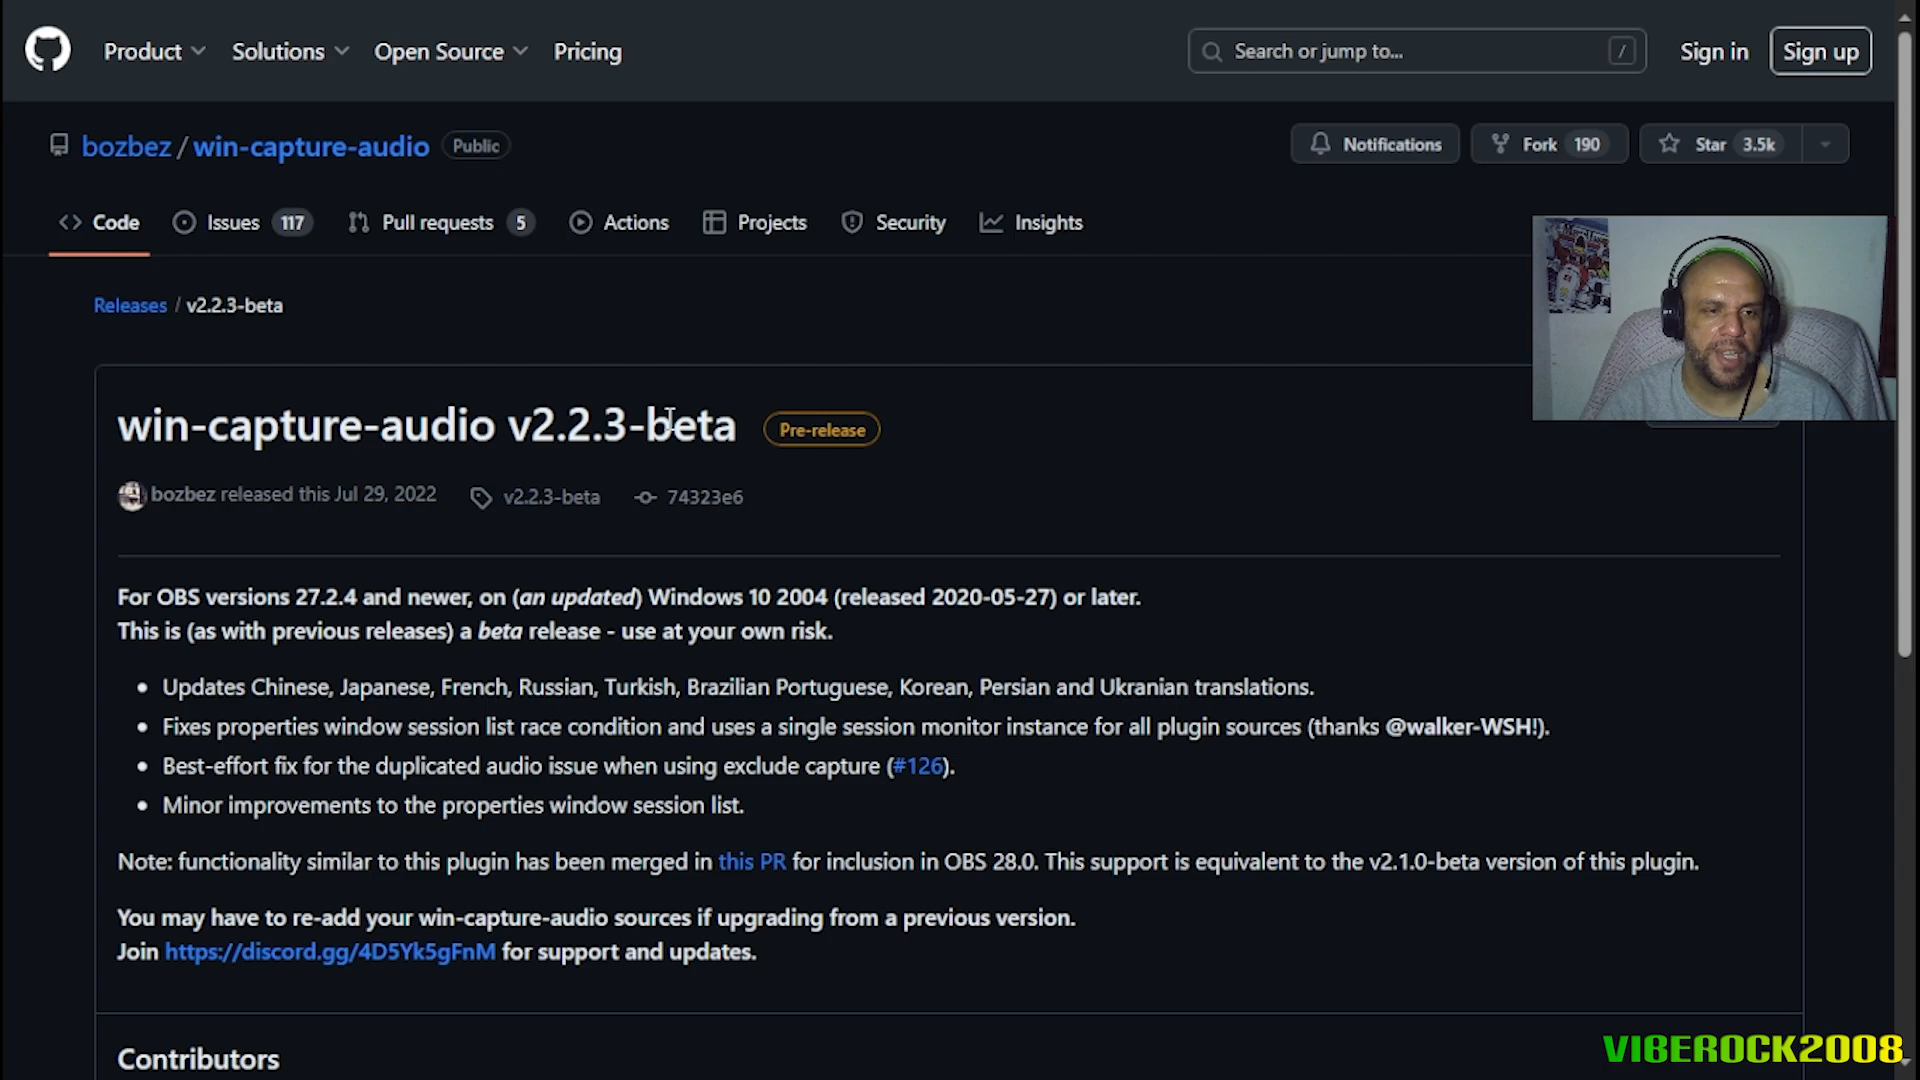 Product Solutions Open Source Pricing Search or jump to... / Sign in Sign up
bozbez / win-capture-audio Public Notifications Fork 190 Star 3.5k
Code Issues 117 Pull requests 5 Actions Projects Security Insights
Releases / v2.2.3-beta
win-capture-audio v2.2.3-beta Pre-release
bozbez released this Jul 29, 2022 v2.2.3-beta 74323e6
For OBS versions 27.2.4 and newer, on (an updated) Windows 10 2004 (released 2020-05-27) or later.
This is (as with previous releases) a beta release - use at your own risk.
• Updates Chinese, Japanese, French, Russian, Turkish, Brazilian Portuguese, Korean, Persian and Ukranian translations.
• Fixes properties window session list race condition and uses a single session monitor instance for all plugin sources (thanks @walker-WSH!).
• Best-effort fix for the duplicated audio issue when using exclude capture (#126).
• Minor improvements to the properties window session list.
Note: functionality similar to this plugin has been merged in this PR for inclusion in OBS 28.0. This support is equivalent to the v2.1.0-beta version of this plugin.
You may have to re-add your win-capture-audio sources if upgrading from a previous version.
Join https://discord.gg/4D5Yk5gFnM for support and updates.
Contributors
VIBEROCK2008